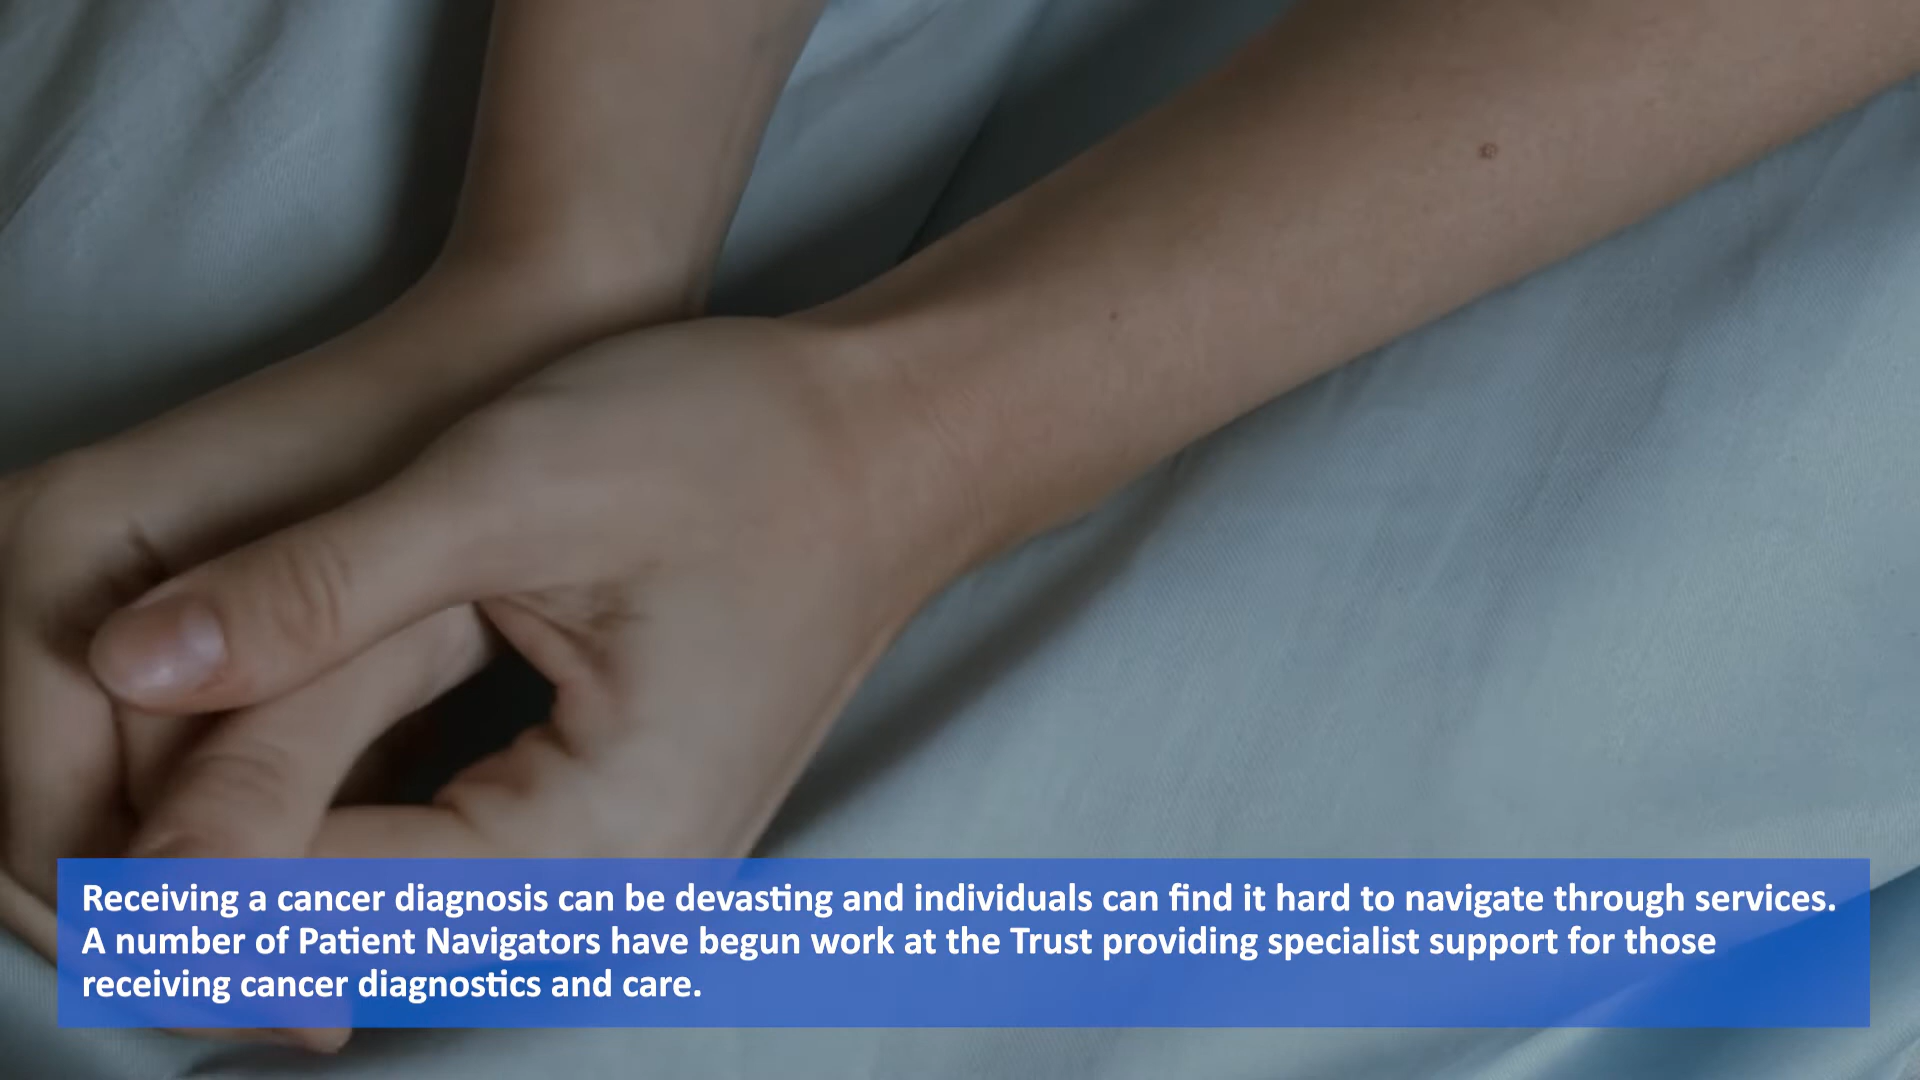 Receiving a cancer diagnosis can be devasting and individuals can find it hard to navigate through services.
A number of Patient Navigators have begun work at the Trust providing specialist support for those
receiving cancer diagnostics and care.